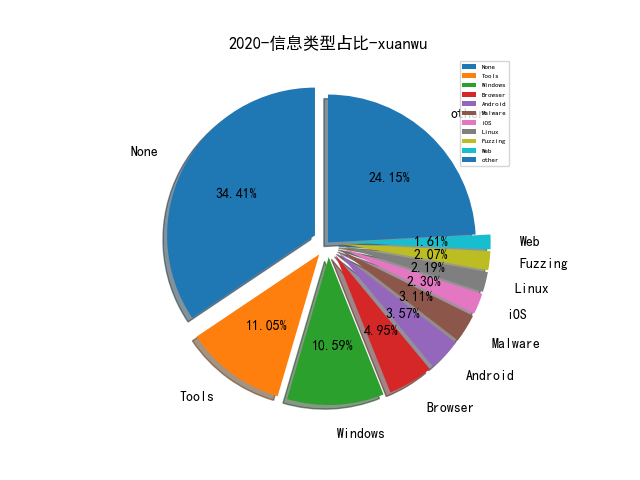 2020-信息类型占比-xuanwu
None
Tools
Windows
Browser
Android
Malware
iOS
Linux
Fuzzing
Web
other
None
34.41%
Tools
11.05%
Windows
10.59%
Browser
4.95%
Android
3.57%
Malware
3.11%
iOS
2.30%
Linux
2.19%
Fuzzing
2.07%
Web
1.61%
24.15%